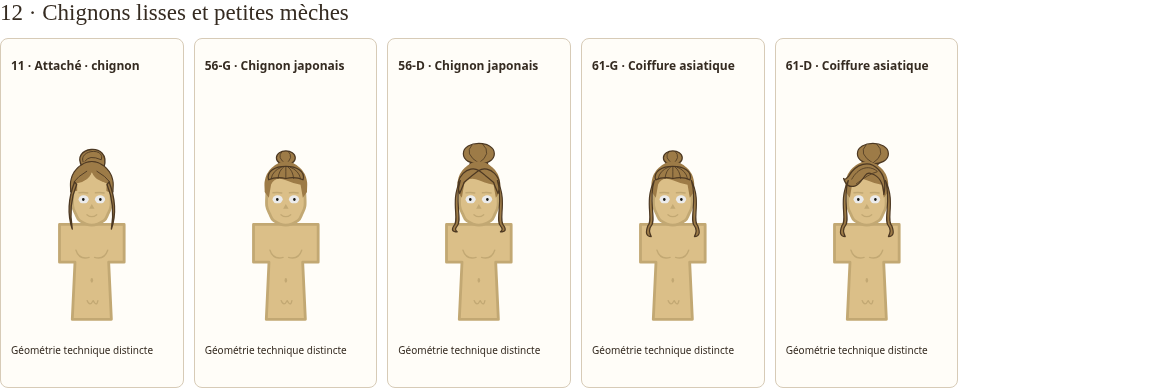 12 · Chignons lisses et petites mèches
11 · Attaché · chignon
56-G · Chignon japonais
56-D · Chignon japonais
61-G · Coiffure asiatique
61-D · Coiffure asiatique
Géométrie technique distincte
Géométrie technique distincte
Géométrie technique distincte
Géométrie technique distincte
Géométrie technique distincte